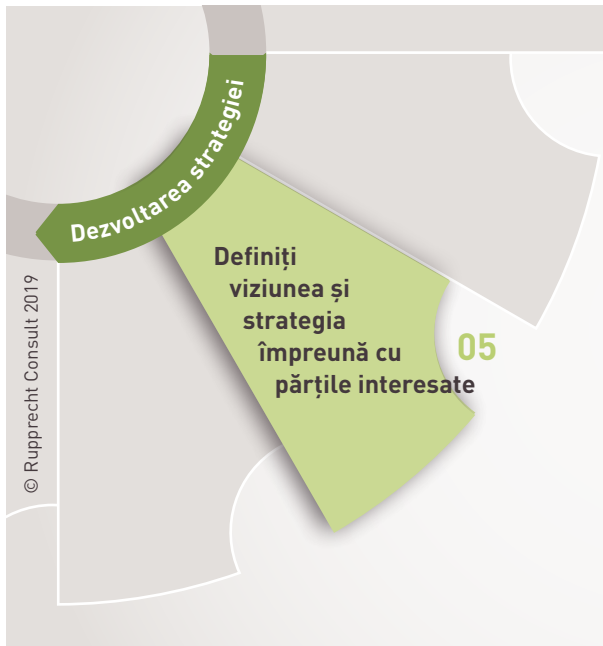 Dezvoltarea strategiei
Definiți
viziunea și
strategia
împreună cu
părțile interesate
05
© Rupprecht Consult 2019